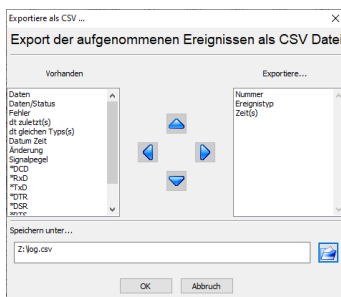 Exportiere als CSV ...
Export der aufgenommenen Ereignissen als CSV Datei
Vorhanden
Daten
Daten/Status
Fehler
dt zuletzt(s)
dt gleichen Typs(s)
Datum Zeit
Änderung
Signalpegel
*DCD
*RxD
*TxD
*DTR
*DSR
*RTS
Exportiere...
Nummer
Ereignistyp
Zeit(s)
Speichern unter...
Z:\log.csv
OK
Abbruch